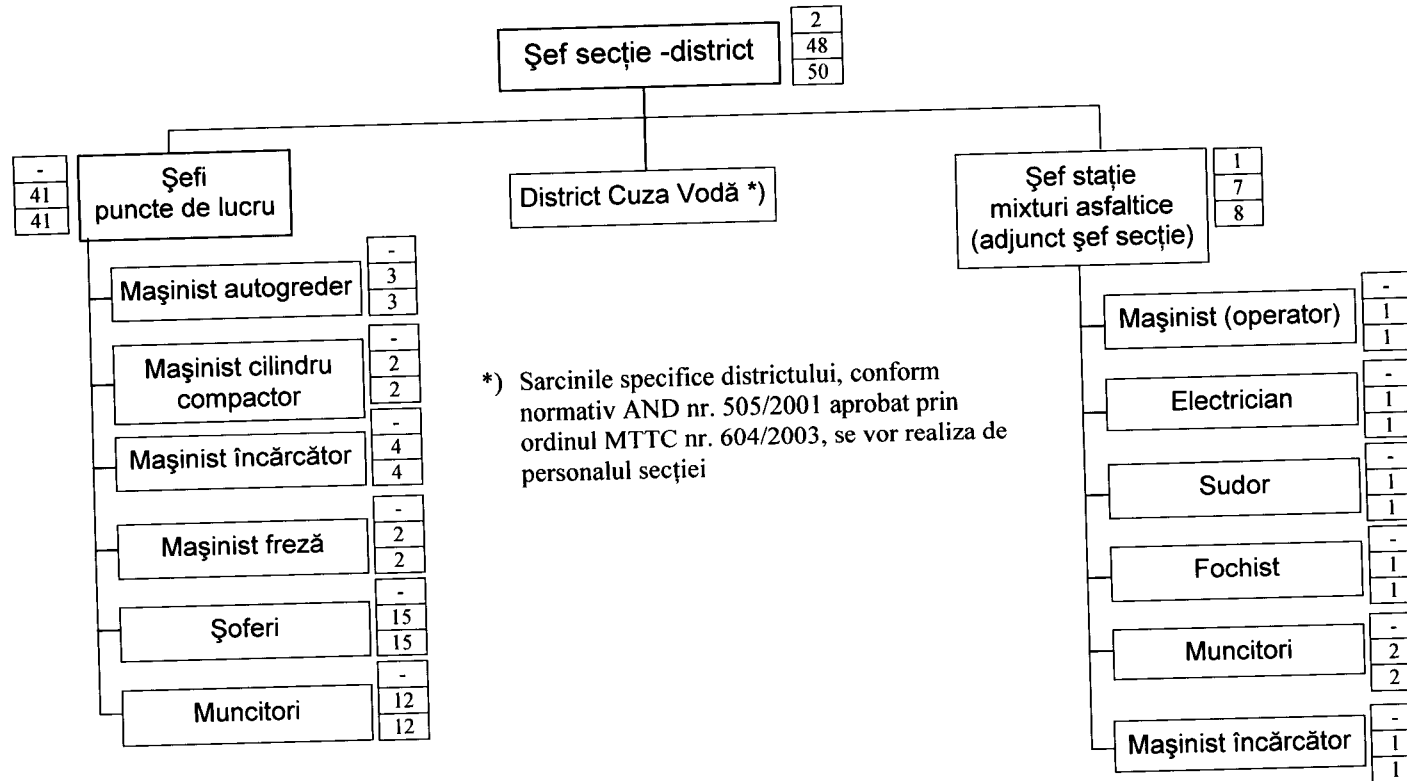 Şef secţie -district
2
48
50
-
41
41
Şefi
puncte de lucru
District Cuza Vodă *)
Şef staţie
mixturi asfaltice
(adjunct şef secţie)
1
7
8
Maşinist autogreder
-
3
3
Maşinist cilindru
compactor
-
2
2
Maşinist încărcător
-
4
4
Maşinist freză
-
2
2
Şoferi
-
15
15
Muncitori
-
12
12
*) Sarcinile specifice districtului, conform
normativ AND nr. 505/2001 aprobat prin
ordinul MTTC nr. 604/2003, se vor realiza de
personalul secţiei
Maşinist (operator)
-
1
1
Electrician
-
1
1
Sudor
-
1
1
Fochist
-
1
1
Muncitori
-
2
2
Maşinist încărcător
-
1
1